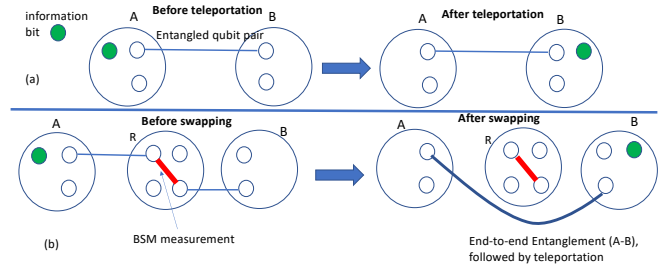 information
bit
A
Before teleportation
B
Entangled qubit pair
(a)
A
After teleportation
B
A
Before swapping
R
B
BSM measurement
(b)
A
After swapping
R
B
End-to-end Entanglement (A-B),
followed by teleportation